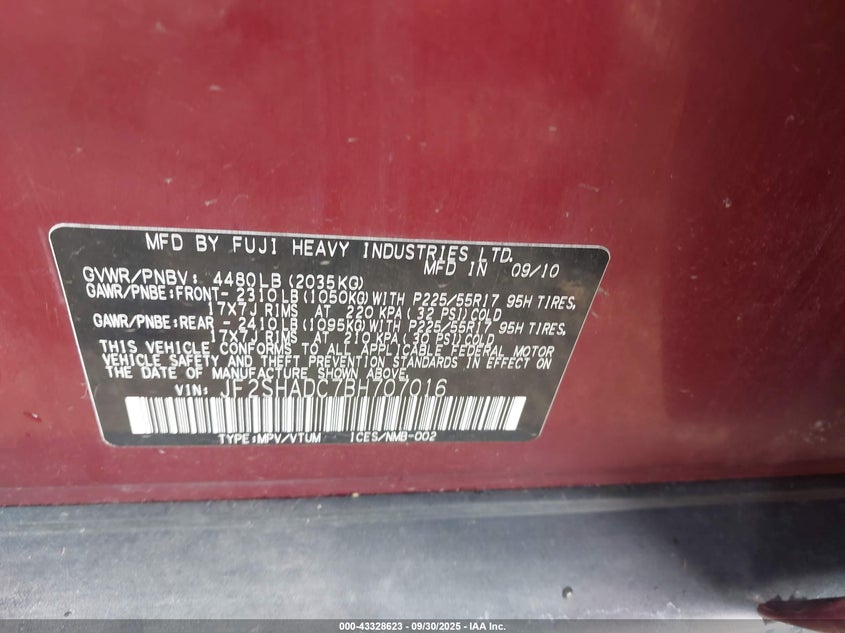 MFD BY FUJI HEAVY INDUSTRIES LTD.
MFD IN 09/10
GVWR/PNBV: 4480LB (2035KG)
GAWR/PNBE:FRONT- 2310LB (1050KG) WITH P225/55R17 95H TIRES,
17X7J RIMS AT 220 KPA (32 PSI) COLD
GAWR/PNBE:REAR - 2410LB (1095KG) WITH P225/55R17 95H TIRES,
17X7J RIMS AT 210 KPA (30 PSI) COLD
THIS VEHICLE CONFORMS TO ALL APPLICABLE FEDERAL MOTOR
VEHICLE SAFETY AND THEFT PREVENTION STANDARDS IN EFFECT ON
THE DATE OF MANUFACTURE SHOWN ABOVE.
VIN: JF2SHADC7BH707016
TYPE:MPV/VTUM ICES/NMB-002
000-43328623 - 09/30/2025 - IAA Inc.